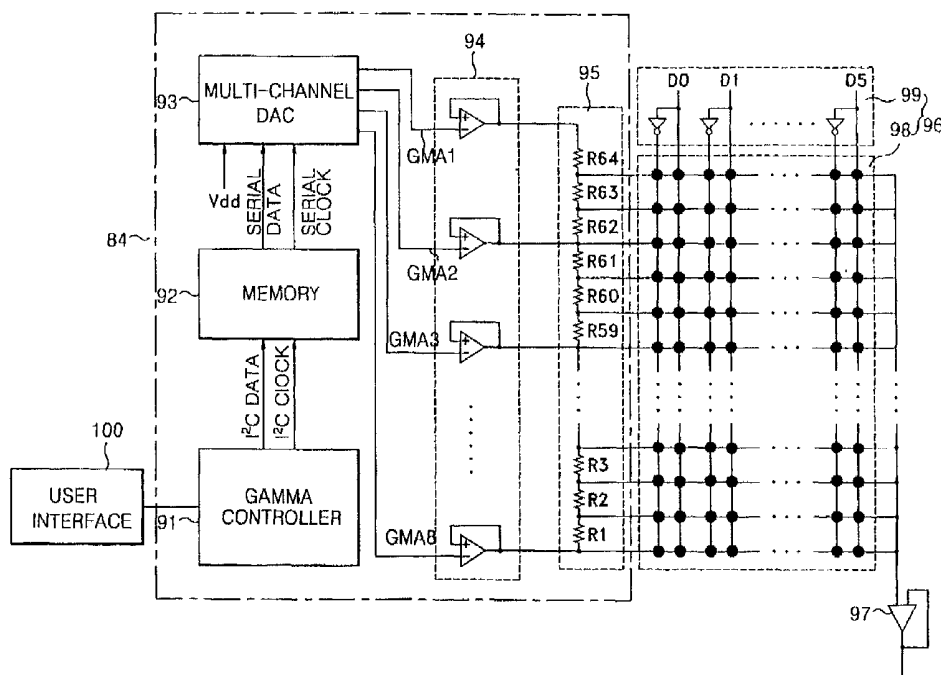 94
93
MULTI-CHANNEL
DAC
95
D0 D1 D5
99
98
96
GMA1
Vdd
SERIAL
DATA
SERIAL
CLOCK
R64
R63
R62
R61
R60
R59
84
GMA2
92
MEMORY
GMA3
I²C DATA
I²C ClOCK
100
USER
INTERFACE
91
GAMMA
CONTROLLER
GMA8
R3
R2
R1
97